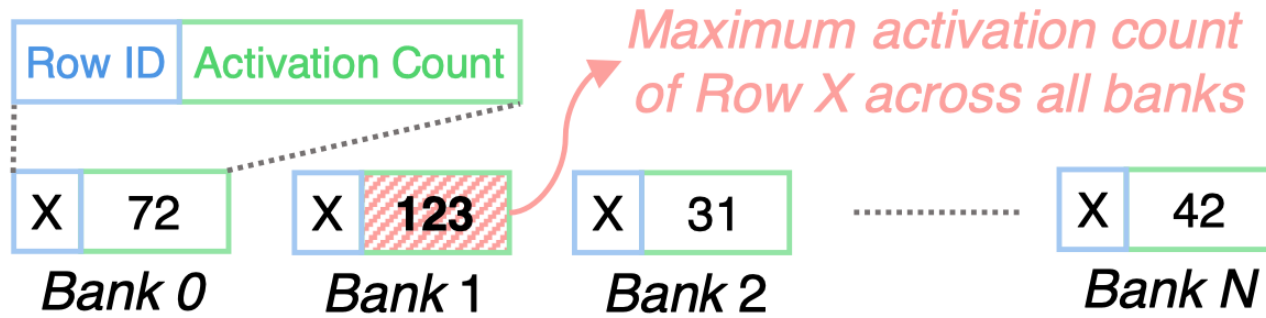 Row ID Activation Count
Maximum activation count
of Row X across all banks
X 72 X 123 X 31 X 42
Bank 0 Bank 1 Bank 2 Bank N